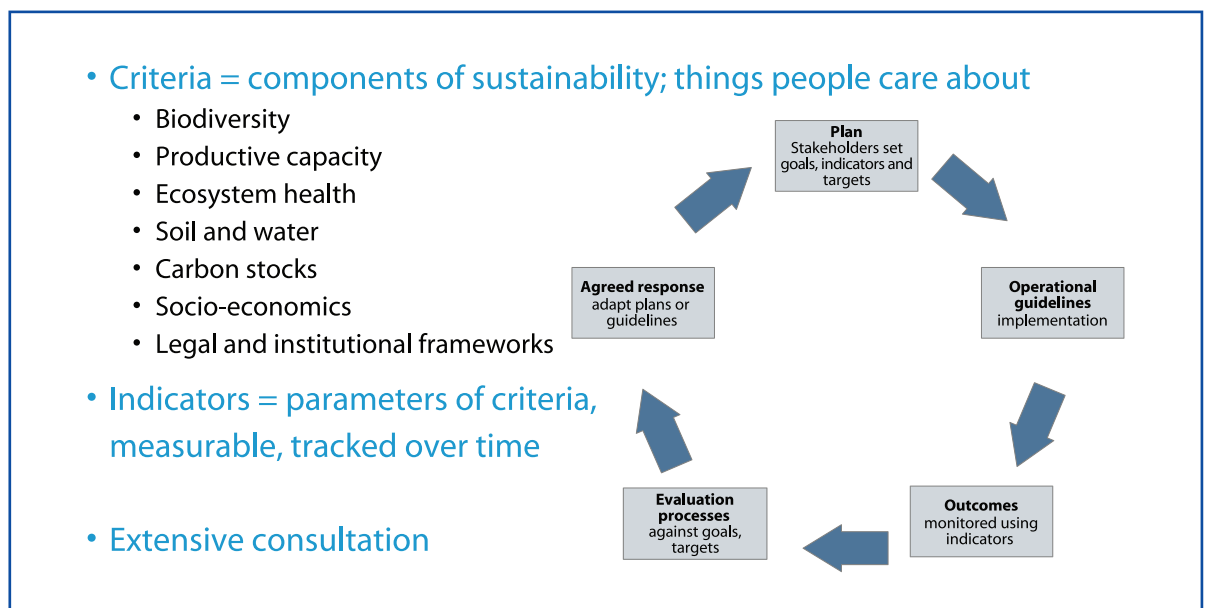 • Criteria = components of sustainability; things people care about
• Biodiversity
• Productive capacity
• Ecosystem health
• Soil and water
• Carbon stocks
• Socio-economics
• Legal and institutional frameworks
• Indicators = parameters of criteria,
measurable, tracked over time
• Extensive consultation
Plan
Stakeholders set
goals, indicators and
targets
Operational
guidelines
implementation
Outcomes
monitored using
indicators
Evaluation
processes
against goals,
targets
Agreed response
adapt plans or
guidelines